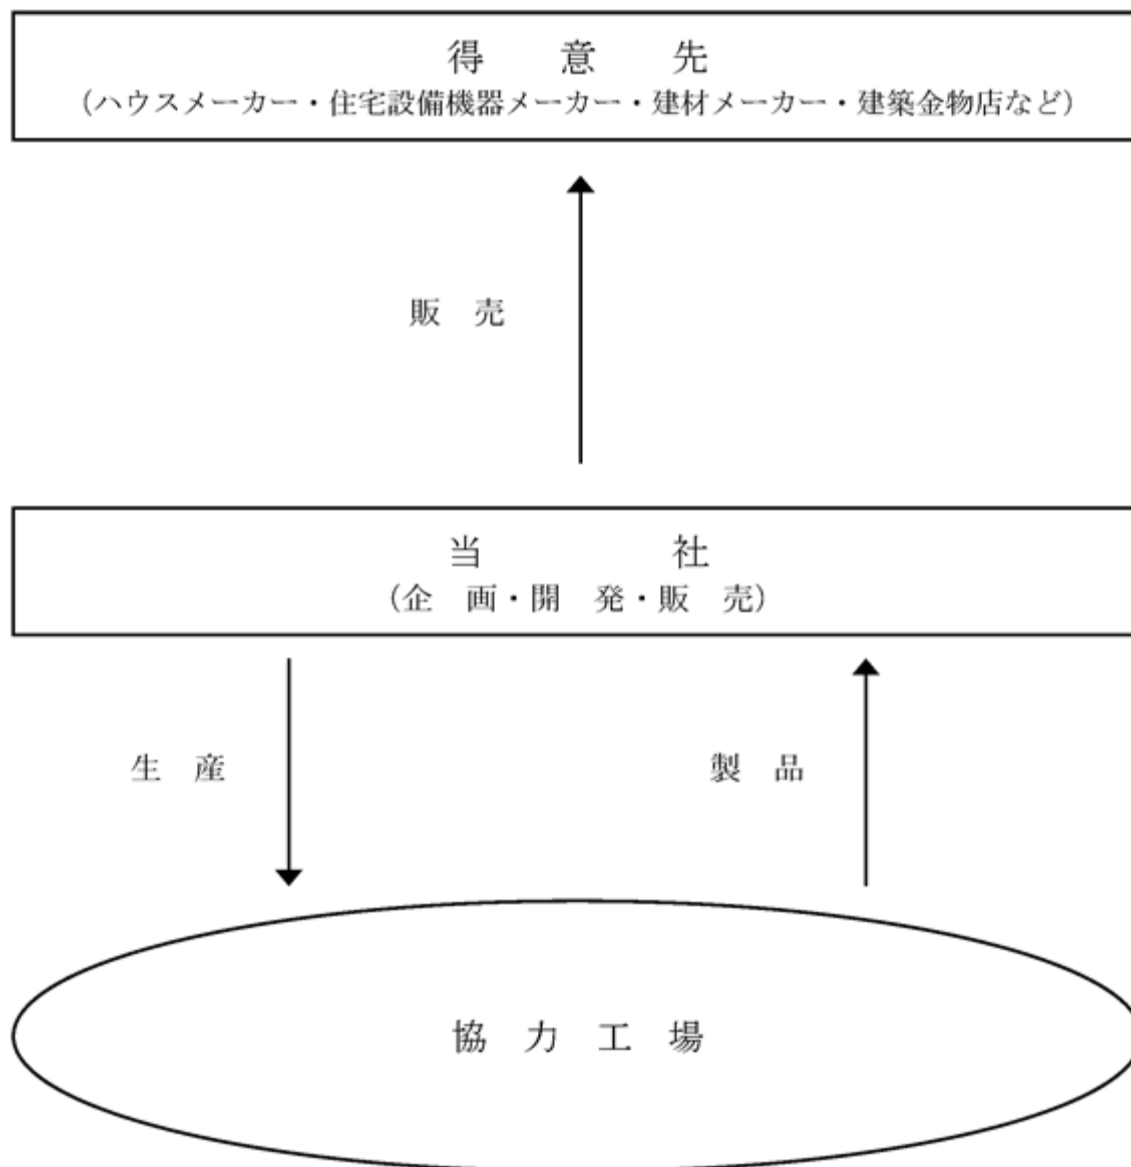 得　意　先
(ハウスメーカー・住宅設備機器メーカー・建材メーカー・建築金物店など)
販　売
当　社
(企　画・開　発・販　売)
生　産
製　品
協　力　工　場